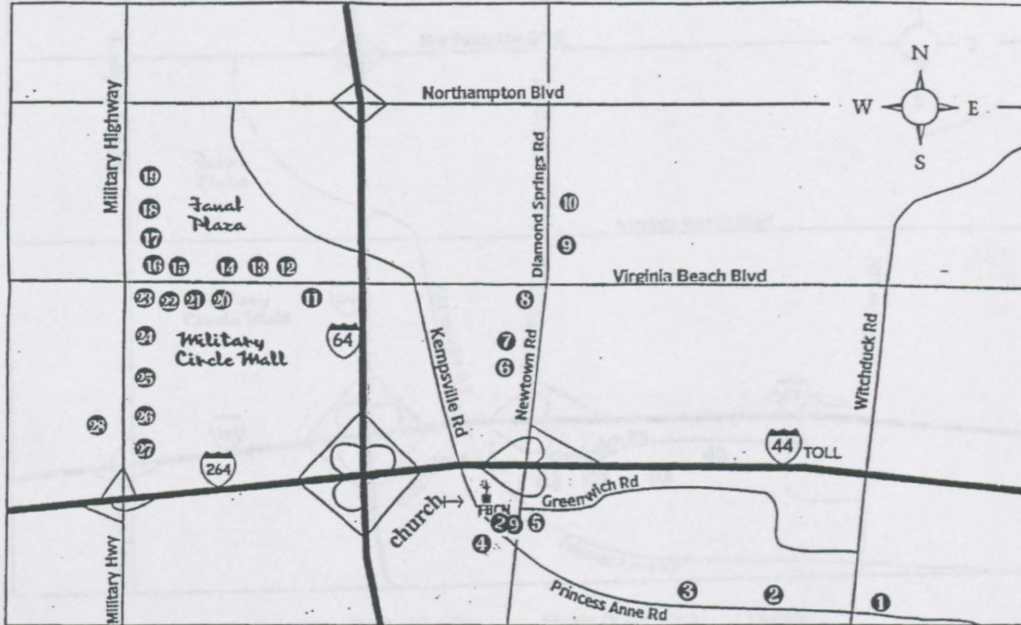 N
W E
S
Northampton Blvd
Military Highway
Diamond Springs Rd
19
18
17
16 15 14 13 12
Janaf
Plaza
10
9
Virginia Beach Blvd
23 22 21 20 11
8
24
Military
Circle Mall
64
7
6
Kempsville Rd
Newtown Rd
Witchduck Rd
25
26
28
27
264
44 TOLL
church
FBCN
Greenwich Rd
2 9 5
4
Military Hwy
Princess Anne Rd
3 2 1